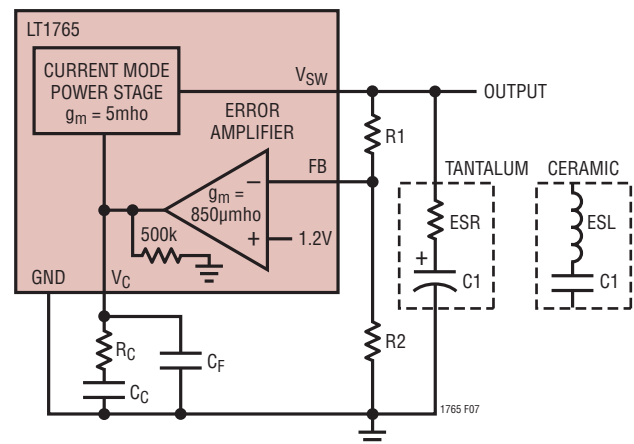 LT1765
CURRENT MODE
POWER STAGE
gm = 5mho
VSW
OUTPUT
ERROR
AMPLIFIER
R1
FB
TANTALUM
CERAMIC
gm =
850µmho
–
+
1.2V
500k
ESR
ESL
+
C1
C1
GND
VC
R2
RC
CF
CC
1765 F07